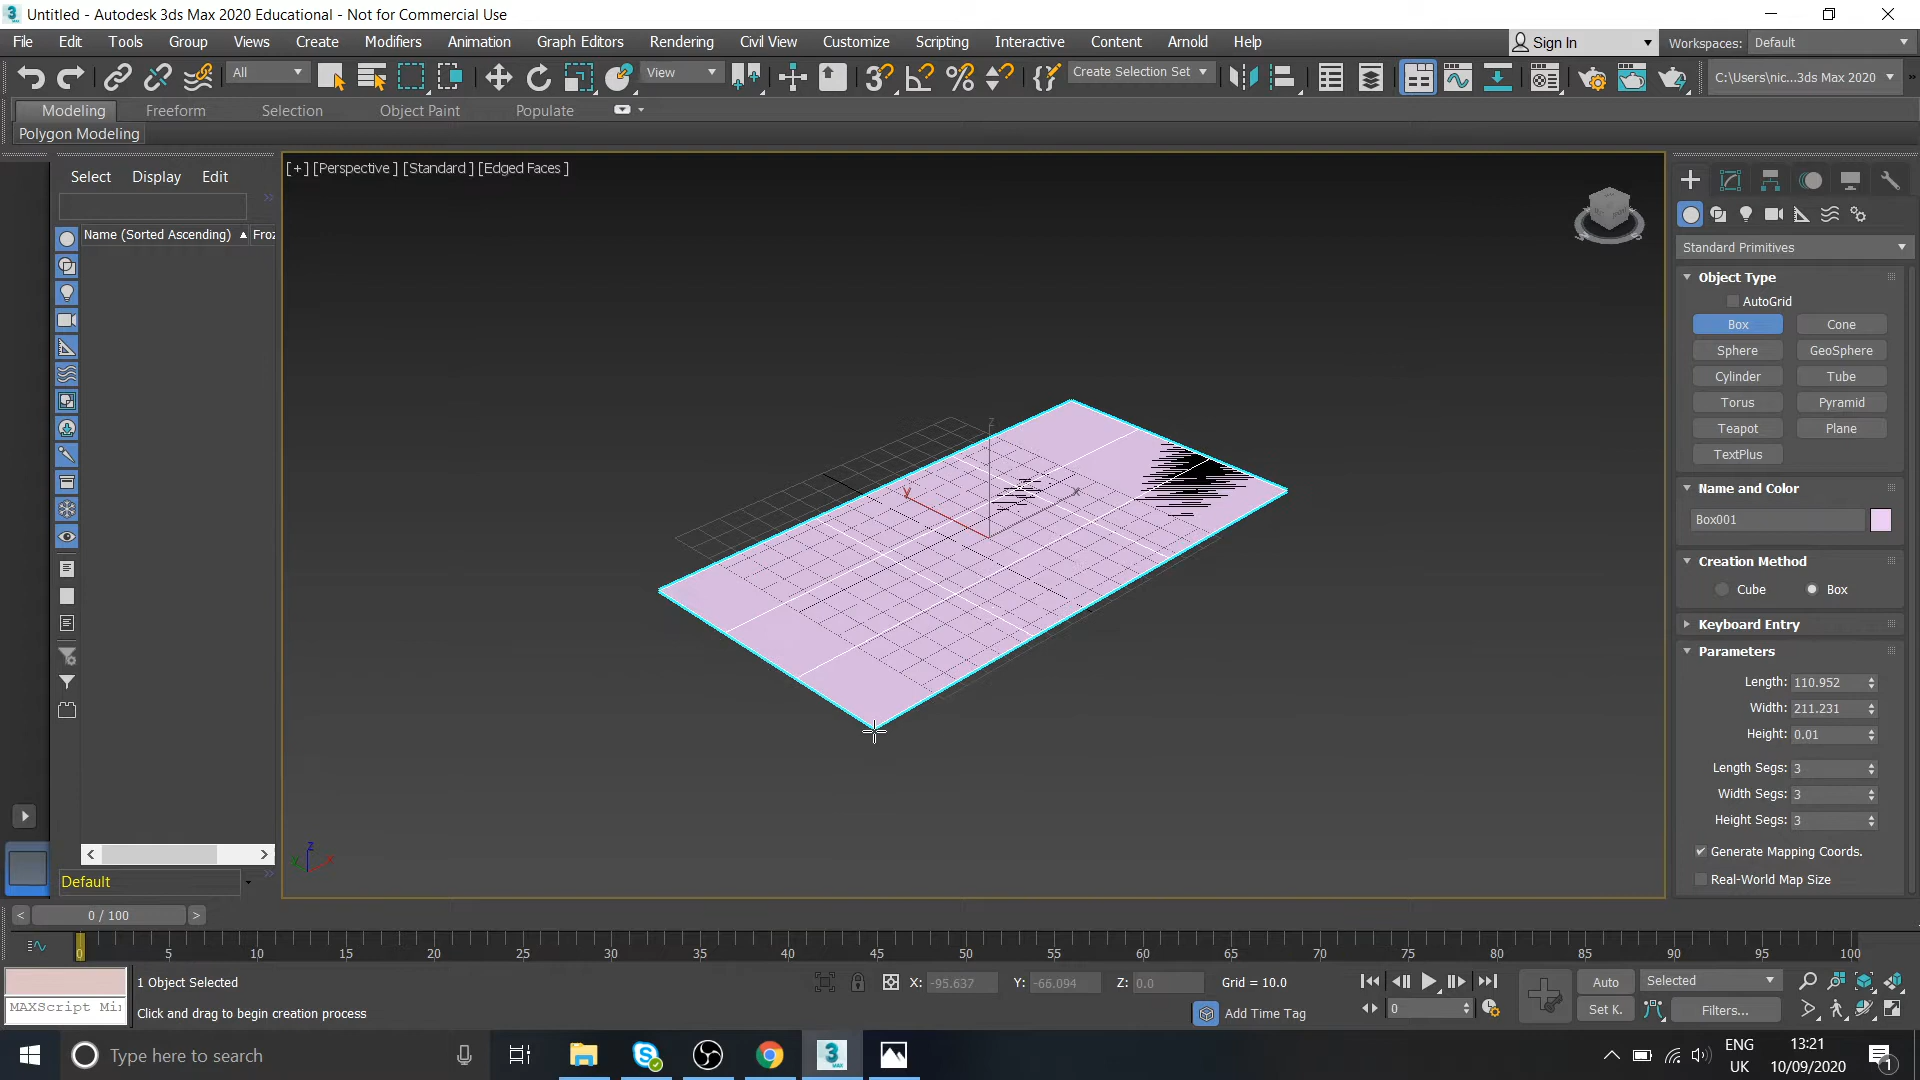 Untitled - Autodesk 3ds Max 2020 Educational - Not for Commercial Use
File Edit Tools Group Views Create Modifiers Animation Graph Editors Rendering Civil View Customize Scripting Interactive Content Arnold Help
Sign In
Workspaces: Default
All
View
Create Selection Set
C:\Users\nic...3ds Max 2020
Modeling Freeform Selection Object Paint Populate
Polygon Modeling
Select Display Edit
Name (Sorted Ascending) Froz
[+] [Perspective ] [Standard ] [Edged Faces ]
Standard Primitives
Object Type
AutoGrid
Box Cone
Sphere GeoSphere
Cylinder Tube
Torus Pyramid
Teapot Plane
TextPlus
Name and Color
Box001
Creation Method
Cube Box
Keyboard Entry
Parameters
Length: 110.952
Width: 211.231
Height: 0.01
Length Segs: 3
Width Segs: 3
Height Segs: 3
Generate Mapping Coords.
Real-World Map Size
z
y x
z
x
Default
< 0 / 100 >
0 5 10 15 20 25 30 35 40 45 50 55 60 65 70 75 80 85 90 95 100
1 Object Selected
X: -95.637 Y: -66.094 Z: 0.0 Grid = 10.0
Auto Selected
MAXScript Mi
Click and drag to begin creation process
Add Time Tag
0
Set K. Filters...
Type here to search
ENG
UK
13:21
10/09/2020
1